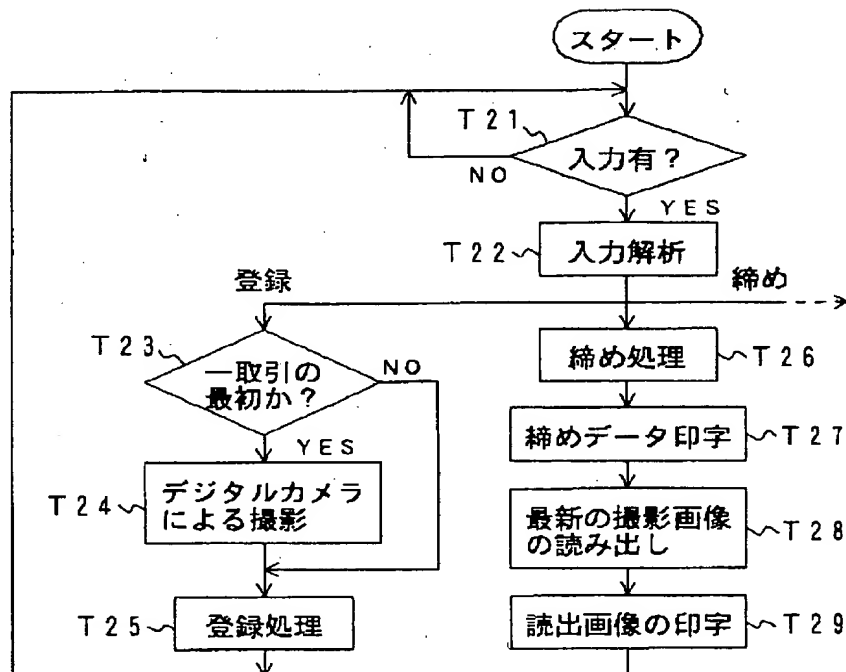 スタート
T21
入力有？
NO
YES
T22
入力解析
登録
締め
T23
一取引の
最初か？
NO
YES
T24
デジタルカメラ
による撮影
T25
登録処理
締め処理
T26
締めデータ印字
T27
最新の撮影画像
の読み出し
T28
読出画像の印字
T29